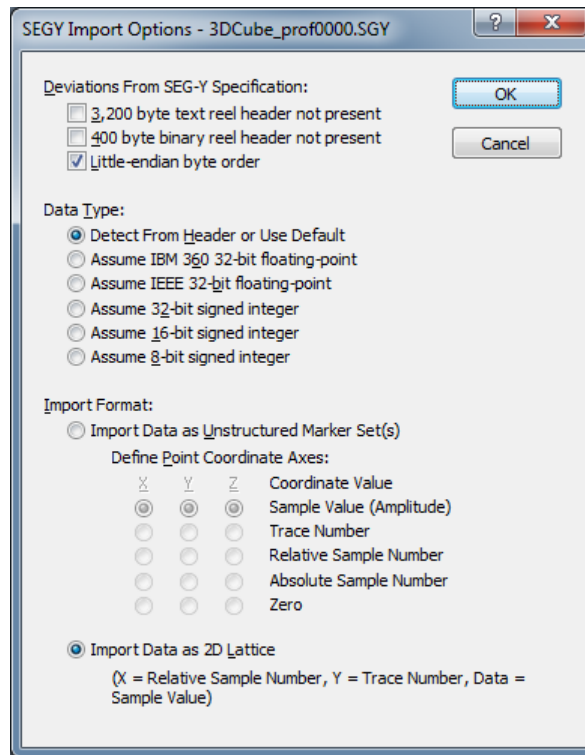 SEGY Import Options - 3DCube_prof0000.SGY
?
X
Deviations From SEG-Y Specification:
OK
3,200 byte text reel header not present
400 byte binary reel header not present
Cancel
Little-endian byte order
Data Type:
Detect From Header or Use Default
Assume IBM 360 32-bit floating-point
Assume IEEE 32-bit floating-point
Assume 32-bit signed integer
Assume 16-bit signed integer
Assume 8-bit signed integer
Import Format:
Import Data as Unstructured Marker Set(s)
Define Point Coordinate Axes:
X Y Z Coordinate Value
Sample Value (Amplitude)
Trace Number
Relative Sample Number
Absolute Sample Number
Zero
Import Data as 2D Lattice
(X = Relative Sample Number, Y = Trace Number, Data =
Sample Value)